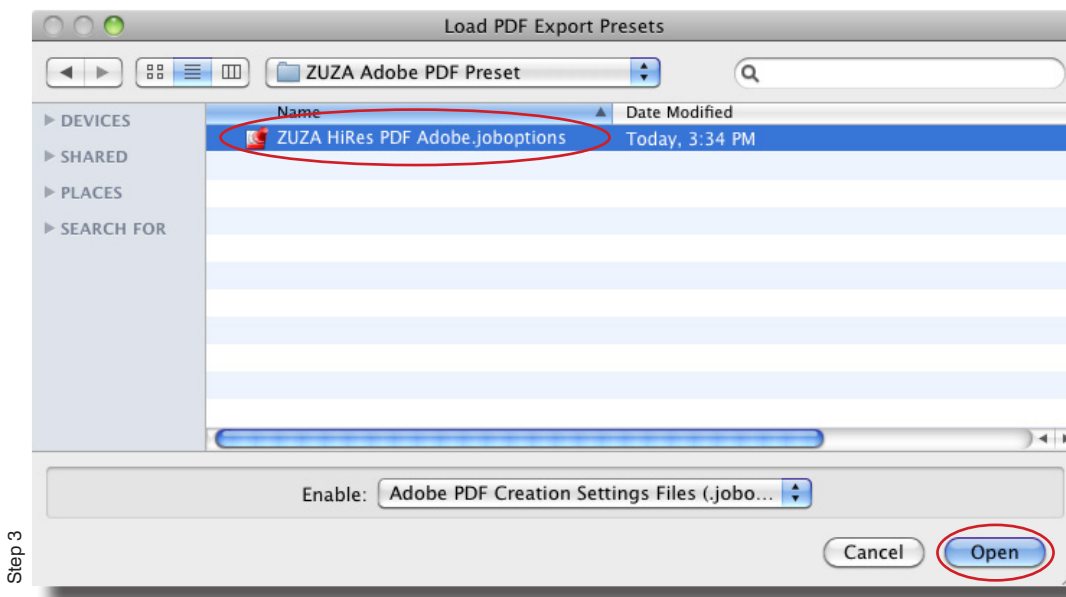 Load PDF Export Presets
ZUZA Adobe PDF Preset
DEVICES
SHARED
PLACES
SEARCH FOR
Name Date Modified
ZUZA HiRes PDF Adobe.joboptions Today, 3:34 PM
Enable: Adobe PDF Creation Settings Files (.jobo...
Cancel Open
Step 3